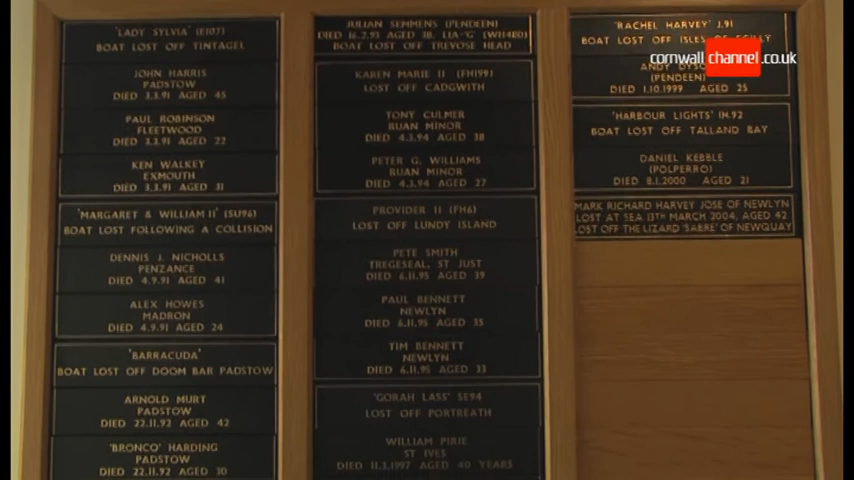 'LADY SYLVIA' (E107)
BOAT LOST OFF TINTAGEL
JOHN HARRIS
PADSTOW
DIED 3.3.91 AGED 45
PAUL ROBINSON
FLEETWOOD
DIED 3.3.91 AGED 22
KEN WALKEY
EXMOUTH
DIED 3.3.91 AGED 31
'MARGARET & WILLIAM II' (SU96)
BOAT LOST FOLLOWING A COLLISION
DENNIS J. NICHOLLS
PENZANCE
DIED 4.9.91 AGED 41
ALEX HOWES
MADRON
DIED 4.9.91 AGED 24
'BARRACUDA'
BOAT LOST OFF DOOM BAR PADSTOW
ARNOLD MURT
PADSTOW
DIED 22.11.92 AGED 42
'BRONCO' HARDING
PADSTOW
DIED 22.11.92 AGED 30
JULIAN SEMMENS (PENDEEN)
DIED 16.2.93 AGED 38. LIA-'G' (WH480)
BOAT LOST OFF TREVOSE HEAD
KAREN MARIE II (FH199)
LOST OFF CADGWITH
TONY CULMER
RUAN MINOR
DIED 4.3.94 AGED 38
PETER G. WILLIAMS
RUAN MINOR
DIED 4.3.94 AGED 27
PROVIDER II (FH6)
LOST OFF LUNDY ISLAND
PETE SMITH
TREGESEAL, ST JUST
DIED 6.11.95 AGED 39
PAUL BENNETT
NEWLYN
DIED 6.11.95 AGED 35
TIM BENNETT
NEWLYN
DIED 6.11.95 AGED 33
'GORAH LASS' SE94
LOST OFF PORTREATH
WILLIAM PIRIE
ST IVES
DIED 11.3.1997 AGED 40 YEARS
'RACHEL HARVEY' J.91
BOAT LOST OFF ISLES OF SCILLY
cornwall channel.co.uk
ANDY
(PENDEEN)
DIED 1.10.1999 AGED 25
'HARBOUR LIGHTS' IH.92
BOAT LOST OFF TALLAND BAY
DANIEL KEBBLE
(POLPERRO)
DIED 8.1.2000 AGED 21
MARK RICHARD HARVEY JOSE OF NEWLYN
LOST AT SEA 13TH MARCH 2004, AGED 42
LOST OFF THE LIZARD 'SABRE' OF NEWQUAY